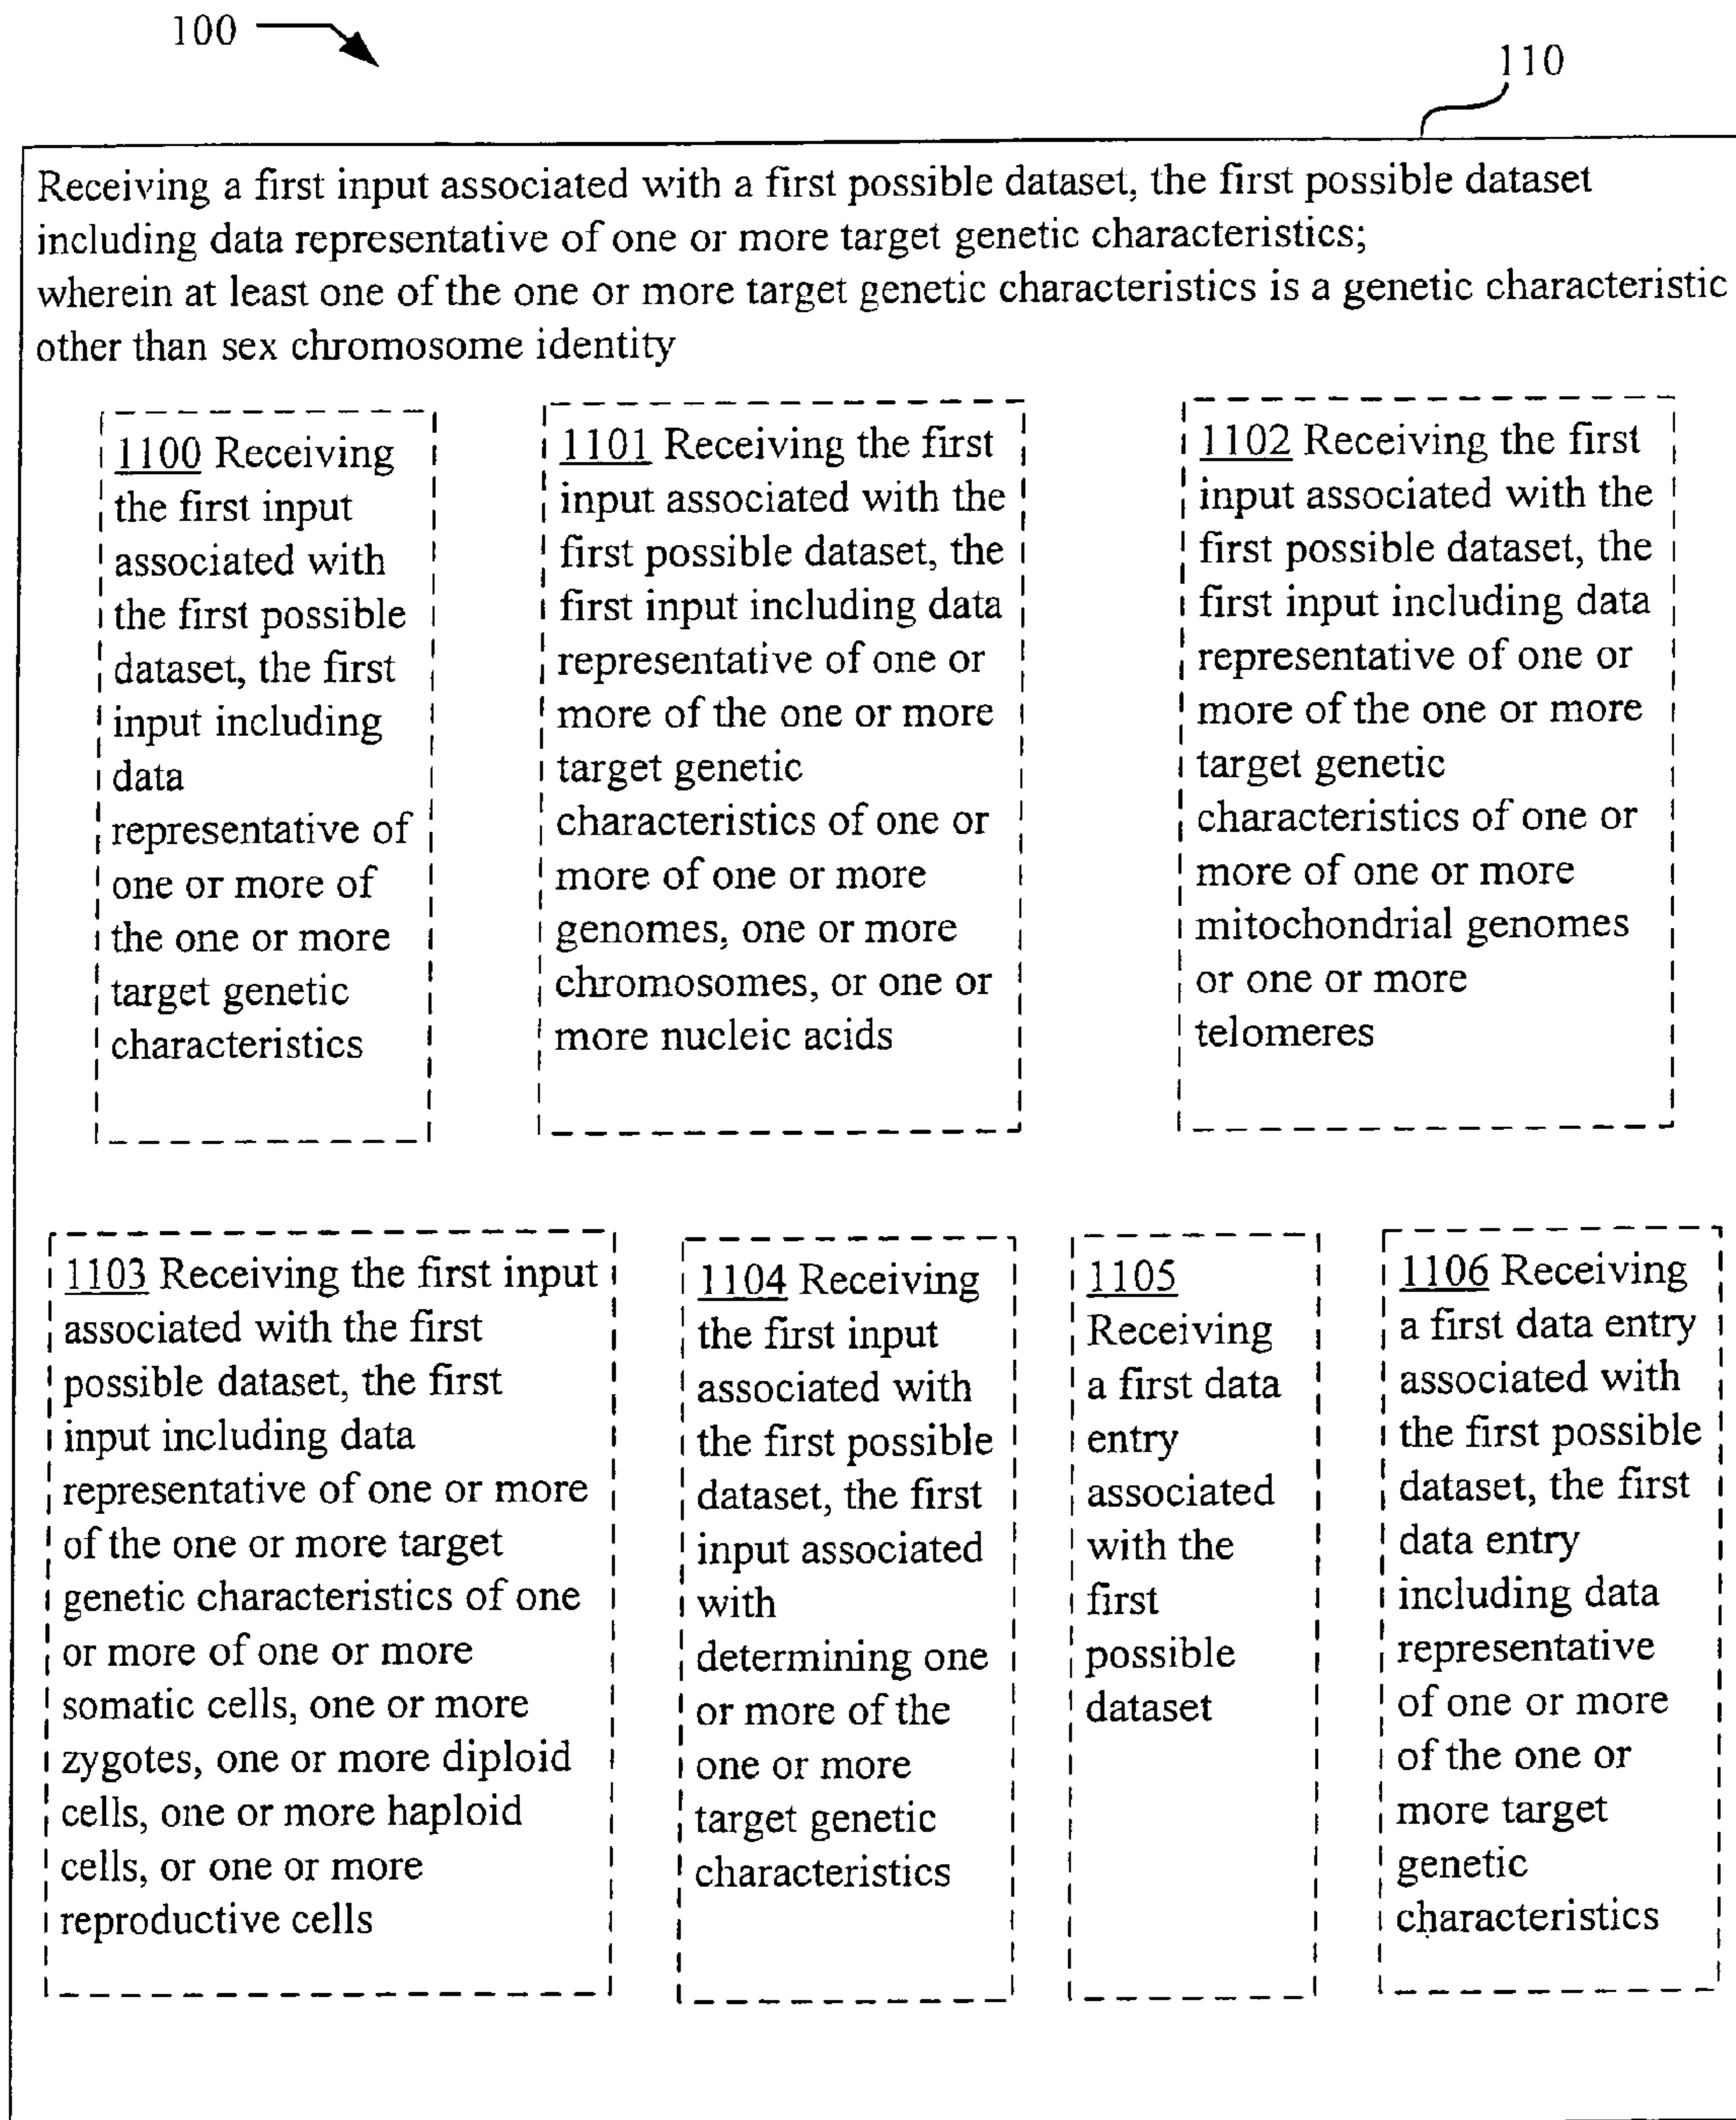 100
110
Receiving a first input associated with a first possible dataset, the first possible dataset
including data representative of one or more target genetic characteristics;
wherein at least one of the one or more target genetic characteristics is a genetic characteristic
other than sex chromosome identity
1100 Receiving
the first input
associated with
the first possible
dataset, the first
input including
data
representative of
one or more of
the one or more
target genetic
characteristics
1101 Receiving the first
input associated with the
first possible dataset, the
first input including data
representative of one or
more of the one or more
target genetic
characteristics of one or
more of one or more
genomes, one or more
chromosomes, or one or
more nucleic acids
1102 Receiving the first
input associated with the
first possible dataset, the
first input including data
representative of one or
more of the one or more
target genetic
characteristics of one or
more of one or more
mitochondrial genomes
or one or more
telomeres
1103 Receiving the first input
associated with the first
possible dataset, the first
input including data
representative of one or more
of the one or more target
genetic characteristics of one
or more of one or more
somatic cells, one or more
zygotes, one or more diploid
cells, one or more haploid
cells, or one or more
reproductive cells
1104 Receiving
the first input
associated with
the first possible
dataset, the first
input associated
with
determining one
or more of the
one or more
target genetic
characteristics
1105
Receiving
a first data
entry
associated
with the
first
possible
dataset
1106 Receiving
a first data entry
associated with
the first possible
dataset, the first
data entry
including data
representative
of one or more
of the one or
more target
genetic
characteristics